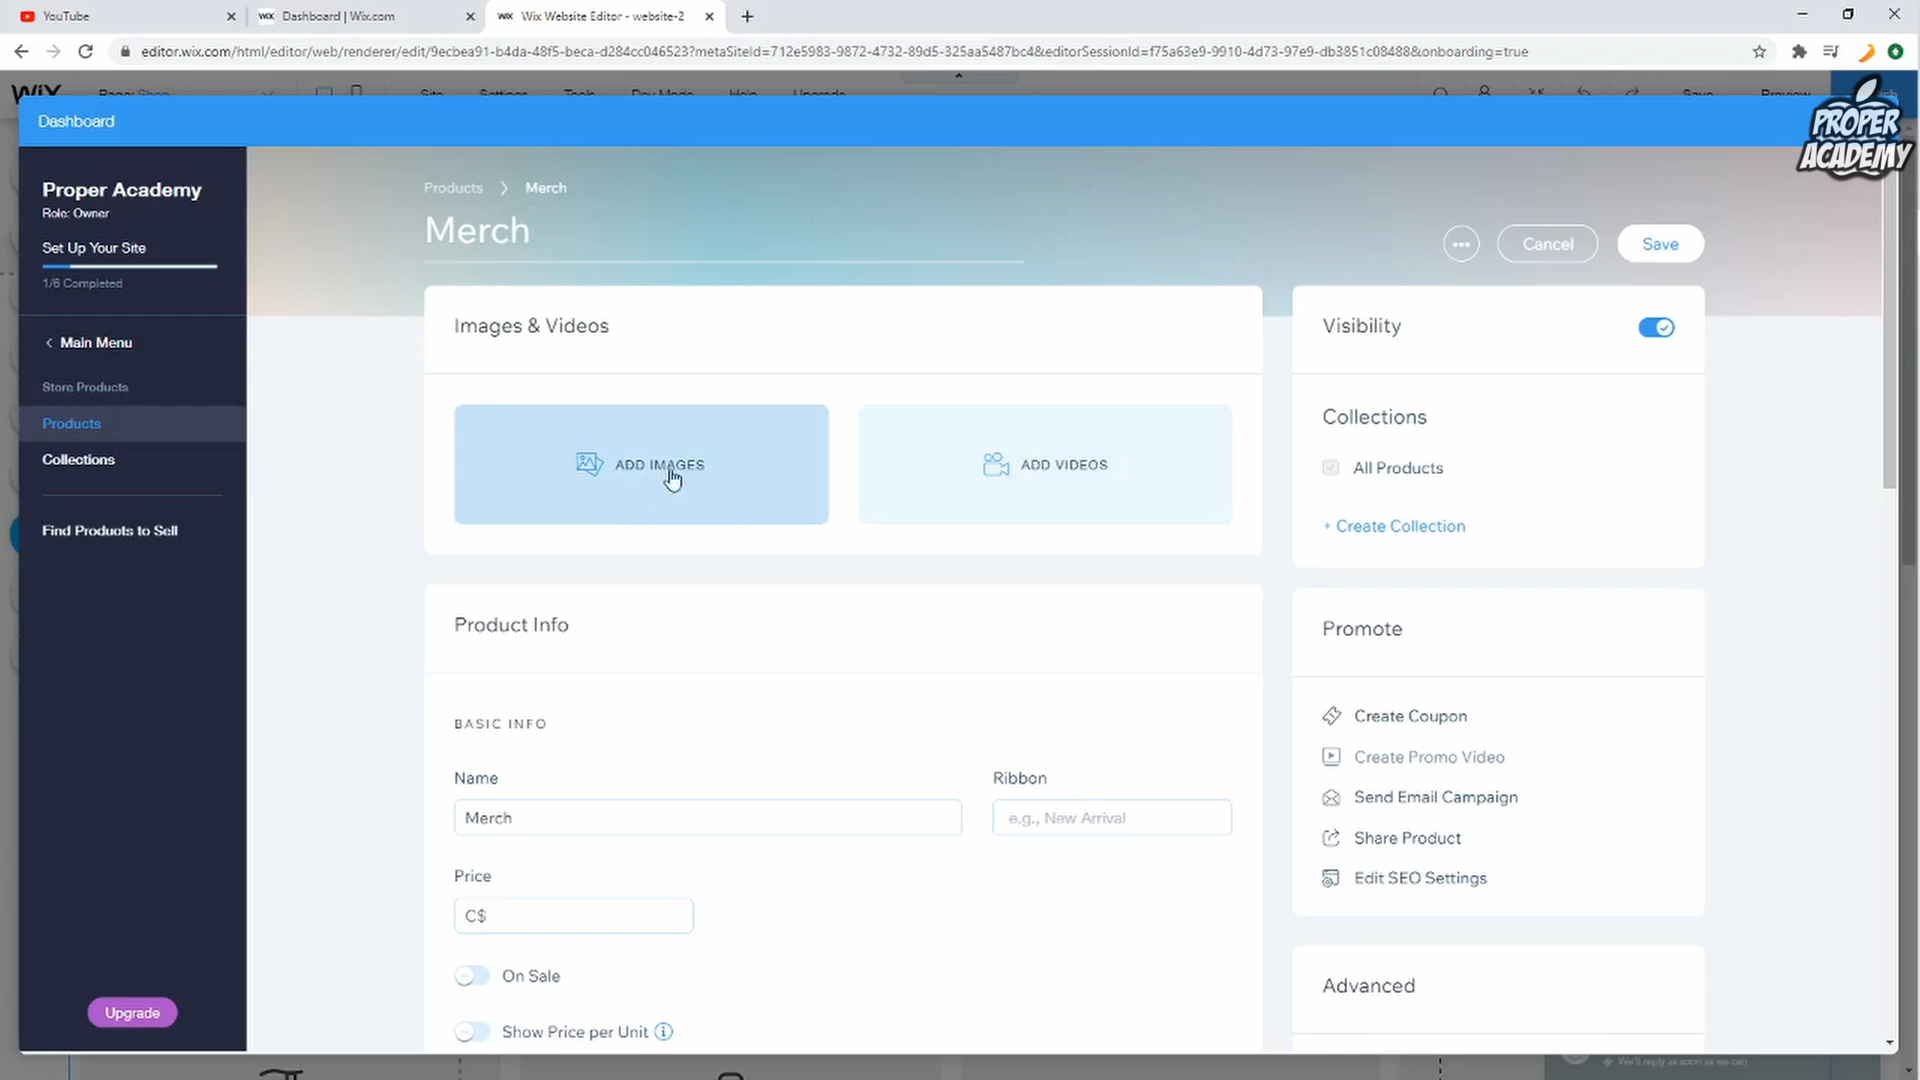 YouTube
WiX Dashboard | Wix.com
WiX Wix Website Editor - website-2
editor.wix.com/html/editor/web/renderer/edit/9ecbea91-b4da-48f5-beca-d284cc046523?metaSiteId=712e5983-9872-4732-89d5-325aa5487bc4&editorSessionId=f75a63e9-9910-4d73-97e9-db3851c08488&onboarding=true
WiX Page: Shop Site Settings Tools Dev Mode Help Upgrade Save Preview
Dashboard
PROPER
ACADEMY
Proper Academy
Role: Owner
Set Up Your Site
1/6 Completed
Main Menu
Store Products
Products
Collections
Find Products to Sell
Upgrade
Products > Merch
Merch
Cancel
Save
Images & Videos
ADD IMAGES
ADD VIDEOS
Product Info
BASIC INFO
Name
Merch
Ribbon
e.g., New Arrival
Price
C$
On Sale
Show Price per Unit
Visibility
Collections
All Products
+ Create Collection
Promote
Create Coupon
Create Promo Video
Send Email Campaign
Share Product
Edit SEO Settings
Advanced
We'll reply as soon as we can